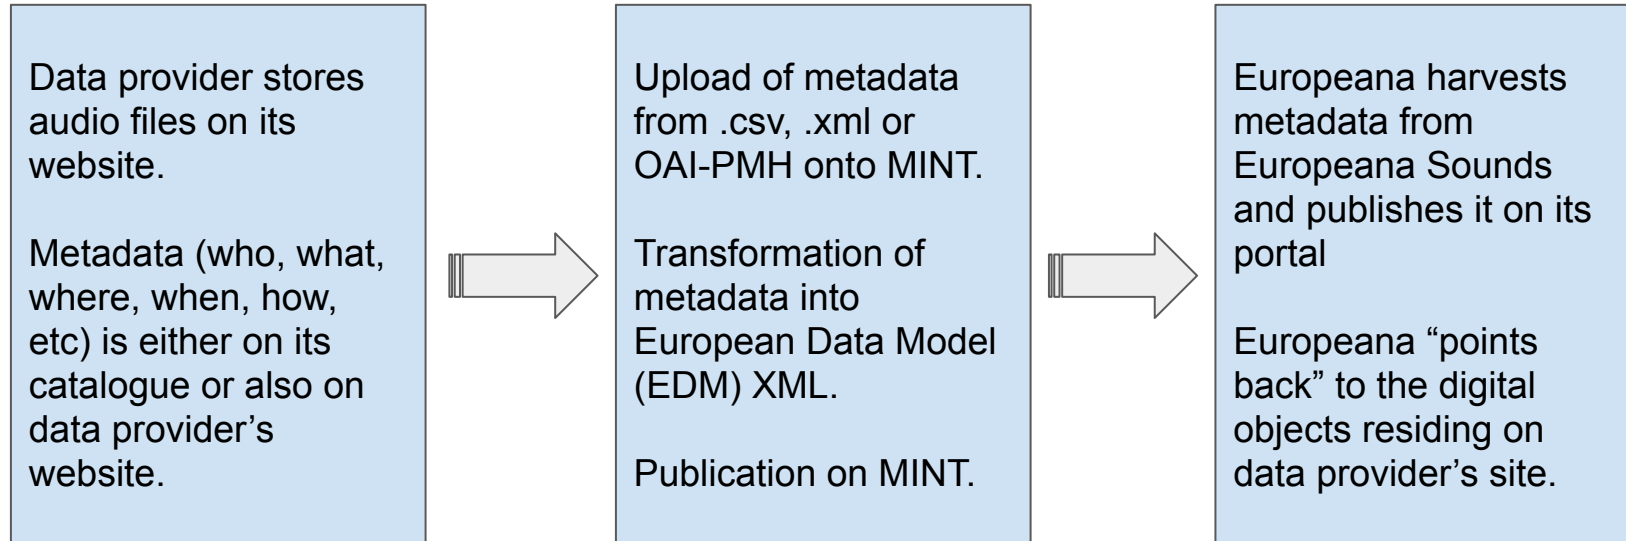 Data provider stores
audio files on its
website.
Metadata (who, what,
where, when, how,
etc) is either on its
catalogue or also on
data provider’s
website.
Upload of metadata
from .csv, .xml or
OAI-PMH onto MINT.
Transformation of
metadata into
European Data Model
(EDM) XML.
Publication on MINT.
Europeana harvests
metadata from
Europeana Sounds
and publishes it on its
portal
Europeana “points
back” to the digital
objects residing on
data provider’s site.